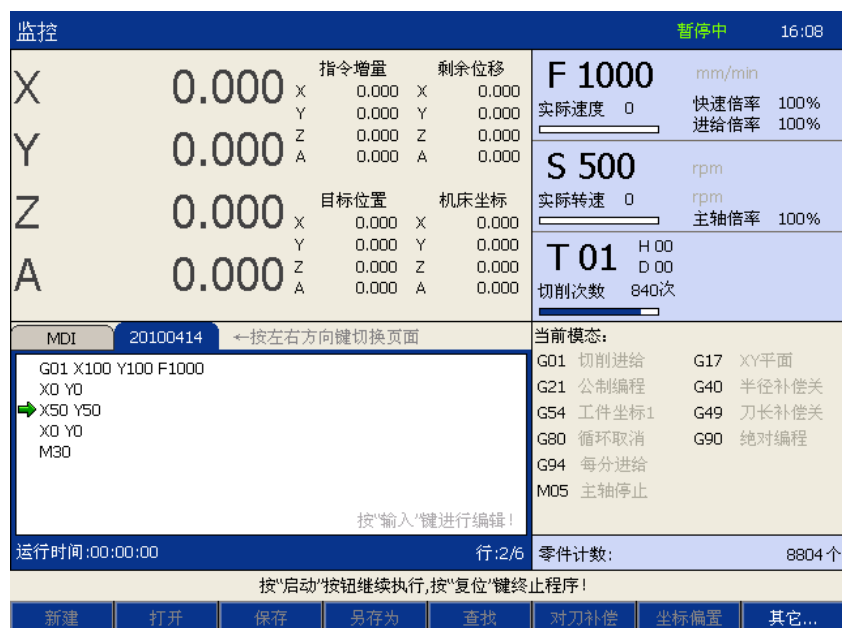 监控 暂停中 16:08
指令增量 剩余位移
X 0.000 X 0.000 X 0.000
Y 0.000 Y 0.000
Y 0.000 Z 0.000 Z 0.000
A 0.000 A 0.000
目标位置 机床坐标
Z 0.000 X 0.000 X 0.000
Y 0.000 Y 0.000
A 0.000 Z 0.000 Z 0.000
A 0.000 A 0.000
F 1000 mm/min
实际速度 0 快速倍率 100%
进给倍率 100%
S 500 rpm
实际转速 0 rpm
主轴倍率 100%
T 01 H 00
D 00
切削次数 840次
MDI 20100414 ←按左右方向键切换页面
G01 X100 Y100 F1000
X0 Y0
X50 Y50
X0 Y0
M30
按"输入"键进行编辑!
运行时间:00:00:00 行:2/6
当前模态:
G01 切削进给 G17 XY平面
G21 公制编程 G40 半径补偿关
G54 工件坐标1 G49 刀长补偿关
G80 循环取消 G90 绝对编程
G94 每分进给
M05 主轴停止
零件计数: 8804个
按"启动"按钮继续执行,按"复位"键终止程序!
新建 打开 保存 另存为 查找 对刀补偿 坐标偏置 其它...